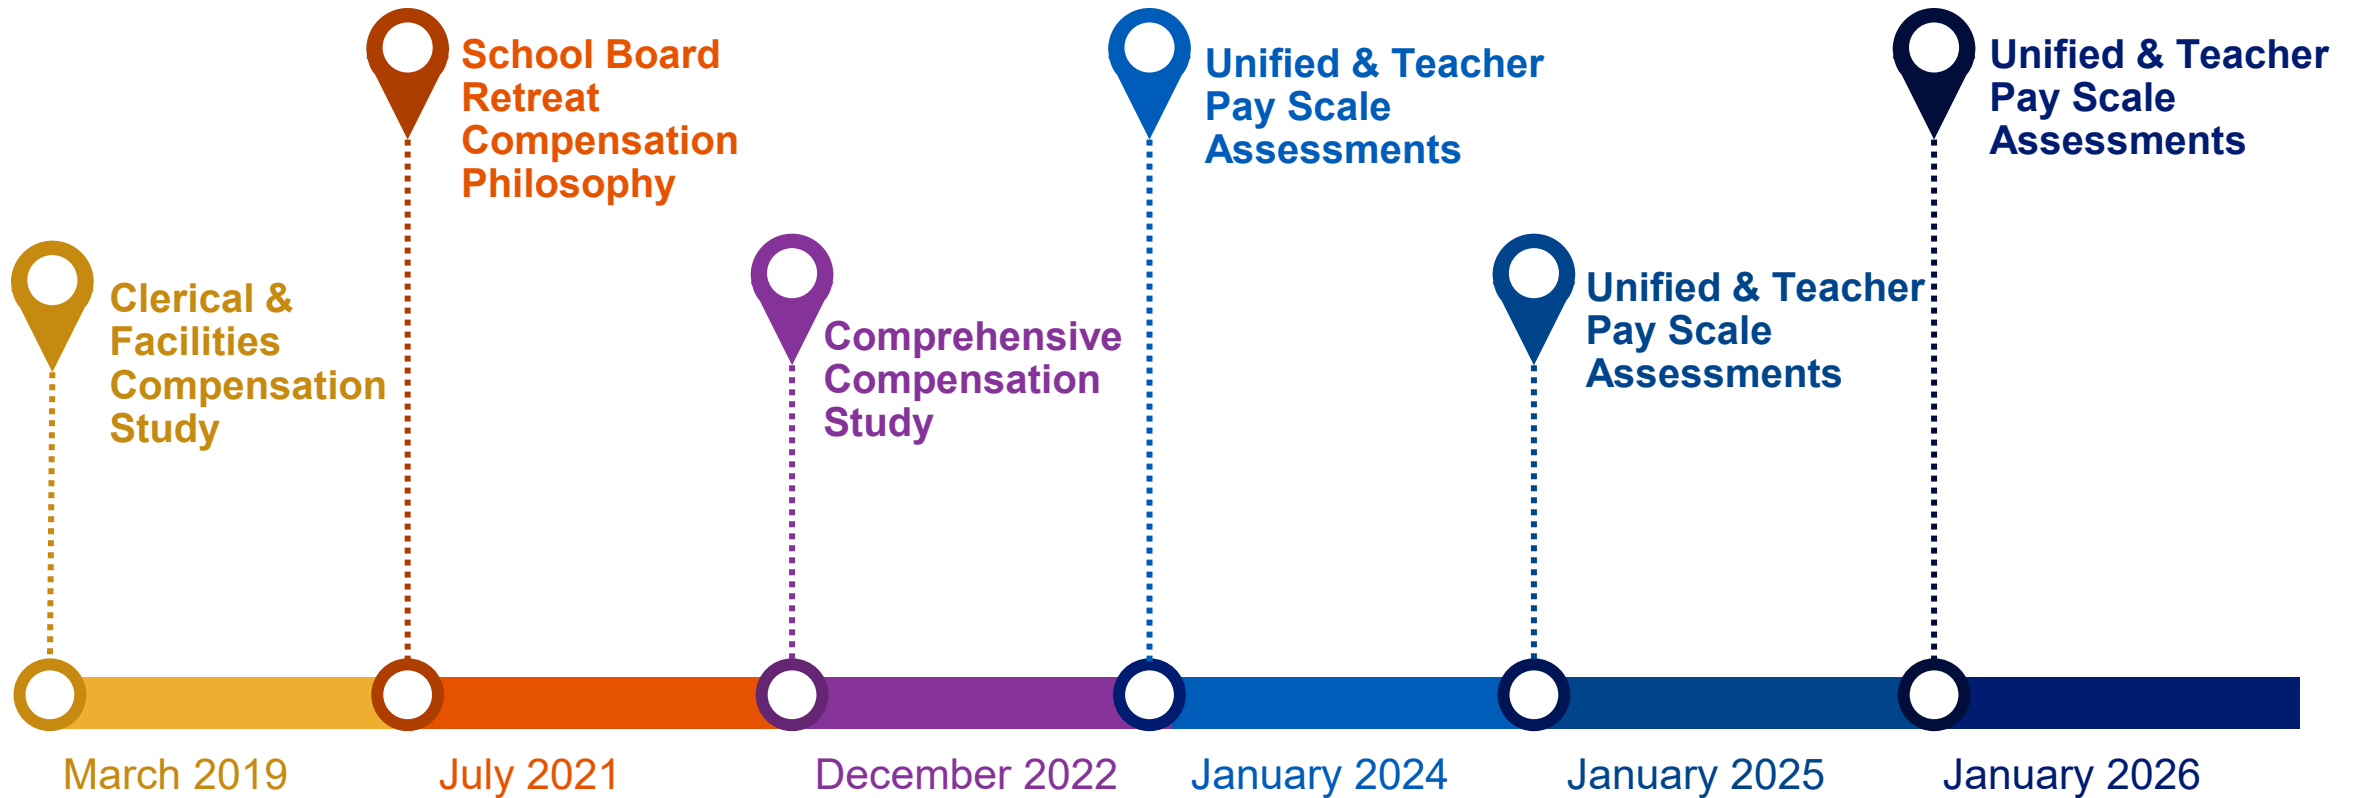 Clerical &
Facilities
Compensation
Study
School Board
Retreat
Compensation
Philosophy
Comprehensive
Compensation
Study
Unified & Teacher
Pay Scale
Assessments
Unified & Teacher
Pay Scale
Assessments
Unified & Teacher
Pay Scale
Assessments
March 2019
July 2021
December 2022
January 2024
January 2025
January 2026